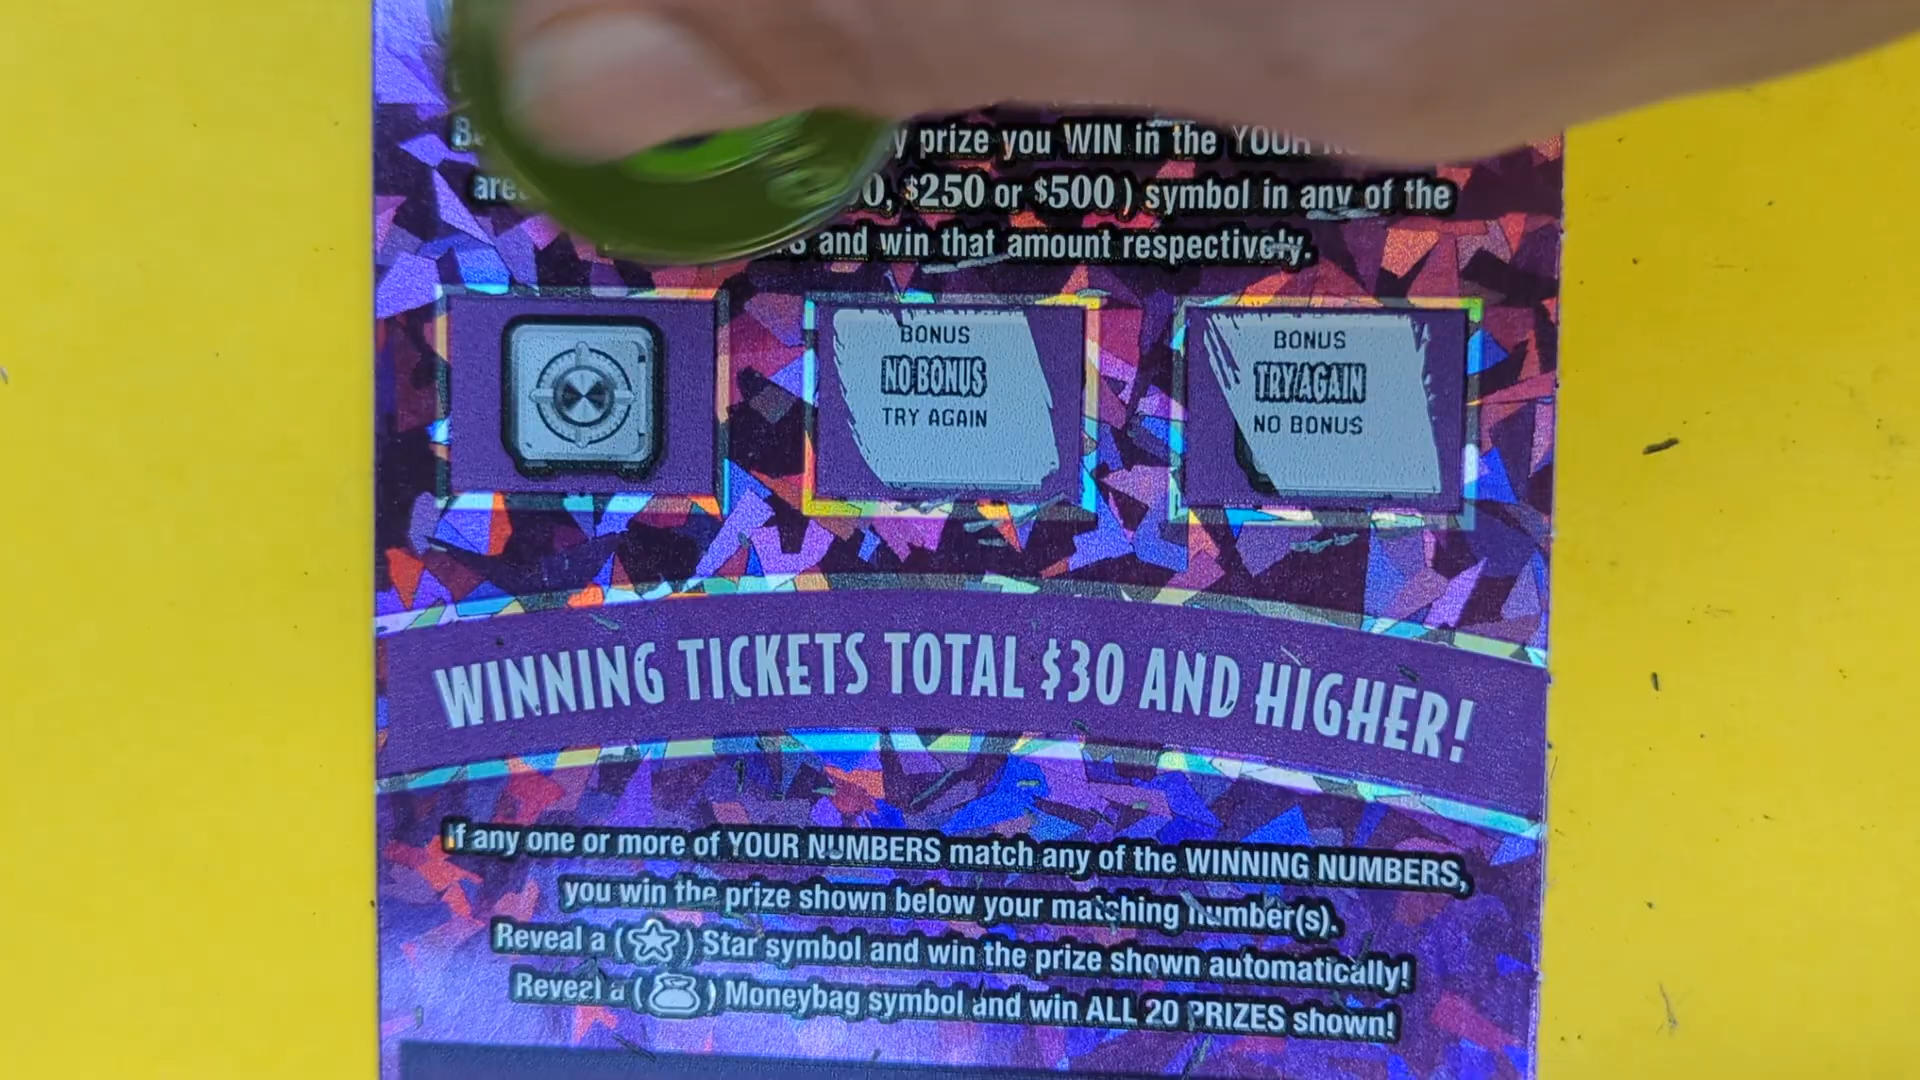 prize you WIN in the YOUR
$250 or $500 ) symbol in any of the
and win that amount respectively.
BONUS
NO BONUS
TRY AGAIN
BONUS
TRY AGAIN
NO BONUS
WINNING TICKETS TOTAL $30 AND HIGHER!
If any one or more of YOUR NUMBERS match any of the WINNING NUMBERS,
you win the prize shown below your matching number(s).
Reveal a ( ) Star symbol and win the prize shown automatically!
Reveal a ( ) Moneybag symbol and win ALL 20 PRIZES shown!